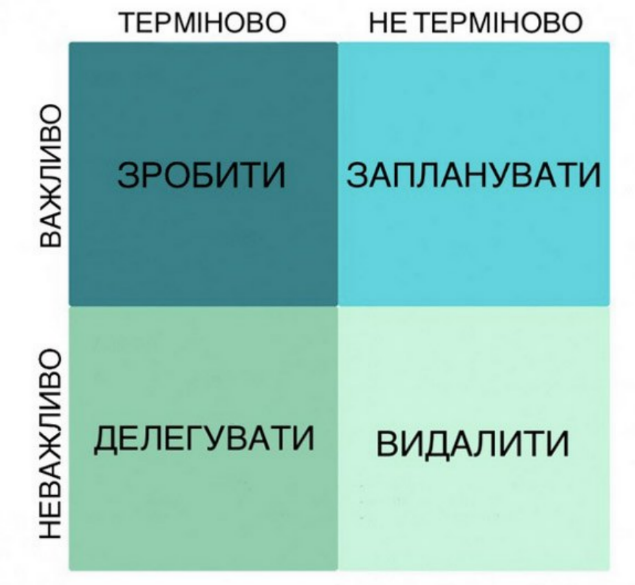 ТЕРМІНОВО
НЕ ТЕРМІНОВО
ВАЖЛИВО
ЗРОБИТИ
ЗАПЛАНУВАТИ
НЕВАЖЛИВО
ДЕЛЕГУВАТИ
ВИДАЛИТИ